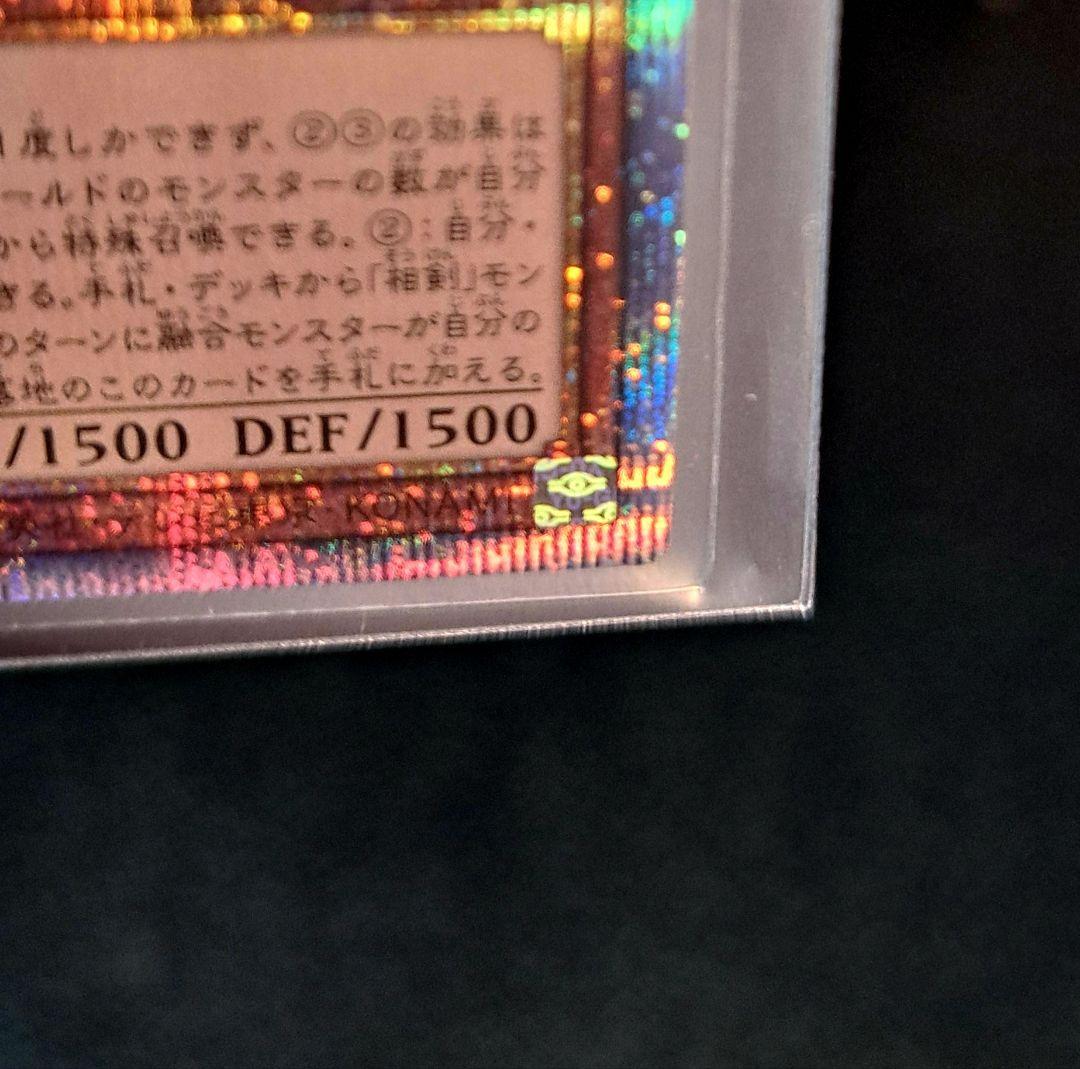 1度しかできず、②③の効果は
ールドのモンスターの数が自分
から特殊召喚できる。②：自分・
きる。手札・デッキから「相剣」モン
のターンに融合モンスターが自分の
墓地のこのカードを手札に加える。
/1500 DEF/1500
KONAMI